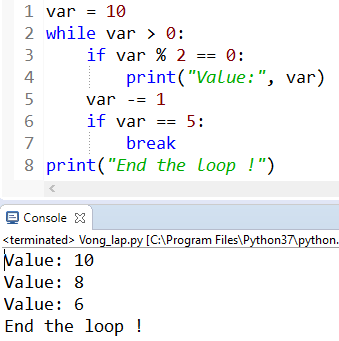 1 var = 10
2 while var > 0:
3     if var % 2 == 0:
4         print("Value:", var)
5     var -= 1
6     if var == 5:
7         break
8 print("End the loop !")
Console
<terminated> Vong_lap.py [C:\Program Files\Python37\python.
Value: 10
Value: 8
Value: 6
End the loop !